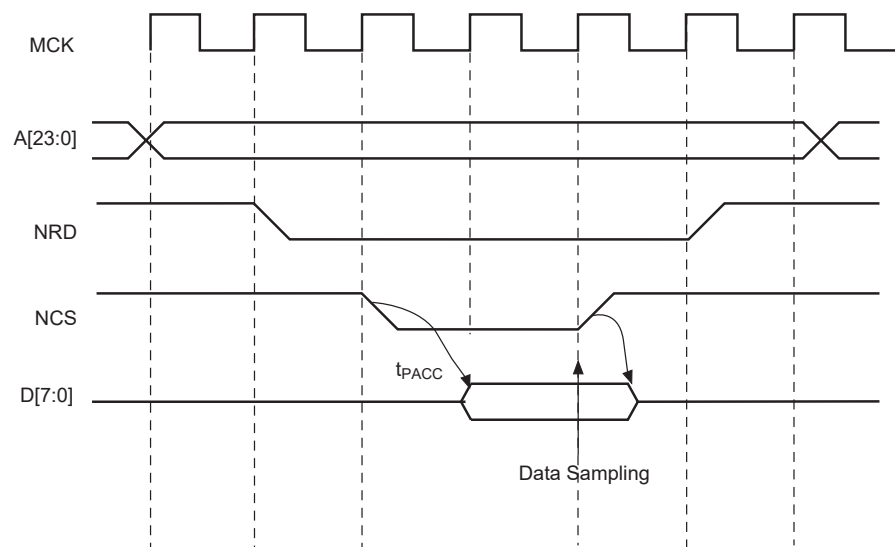 MCK
A[23:0]
NRD
NCS
tPACC
D[7:0]
Data Sampling